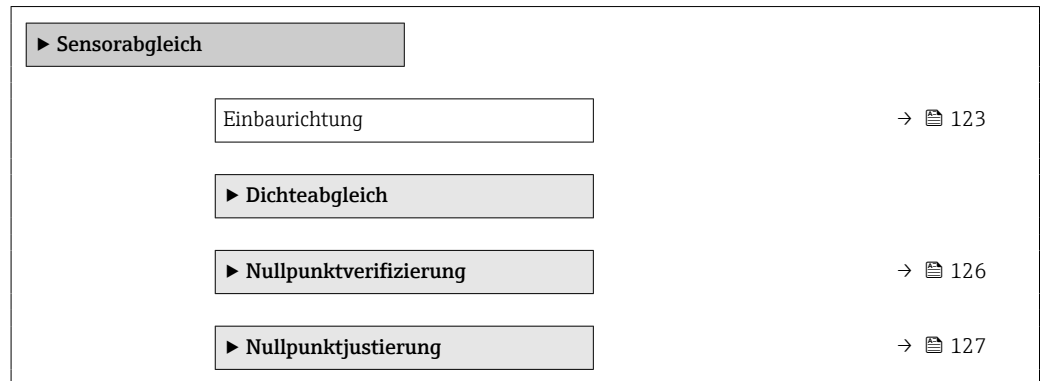 ▶ Sensorabgleich
Einbaurichtung → 123
▶ Dichteabgleich
▶ Nullpunktverifizierung → 126
▶ Nullpunktjustierung → 127